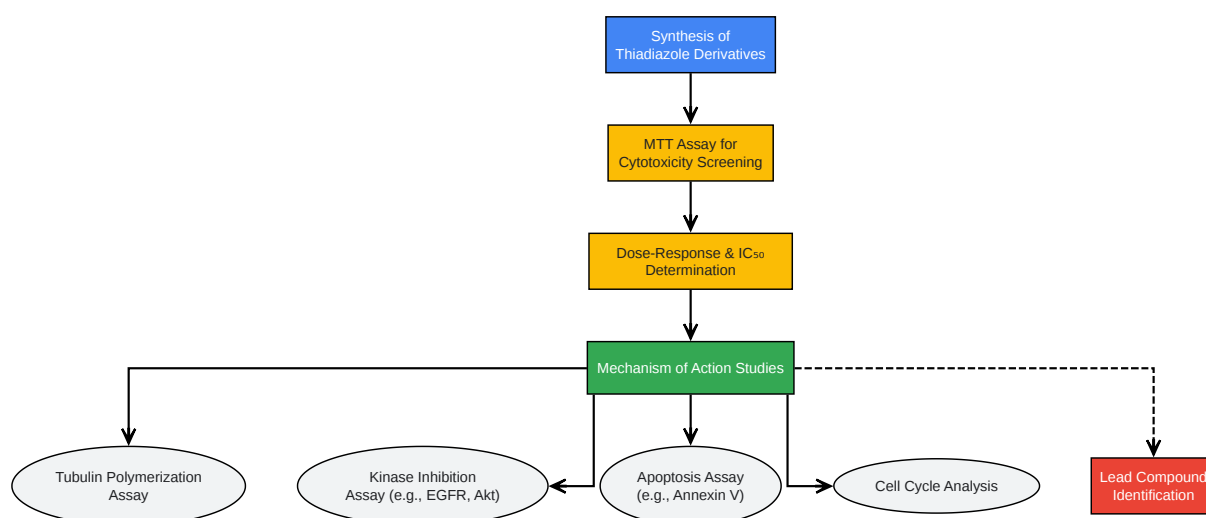 Synthesis of
Thiadiazole Derivatives
MTT Assay for
Cytotoxicity Screening
Dose-Response & IC₅₀
Determination
Mechanism of Action Studies
Tubulin Polymerization
Assay
Kinase Inhibition
Assay (e.g., EGFR, Akt)
Apoptosis Assay
(e.g., Annexin V)
Cell Cycle Analysis
Lead Compound
Identification